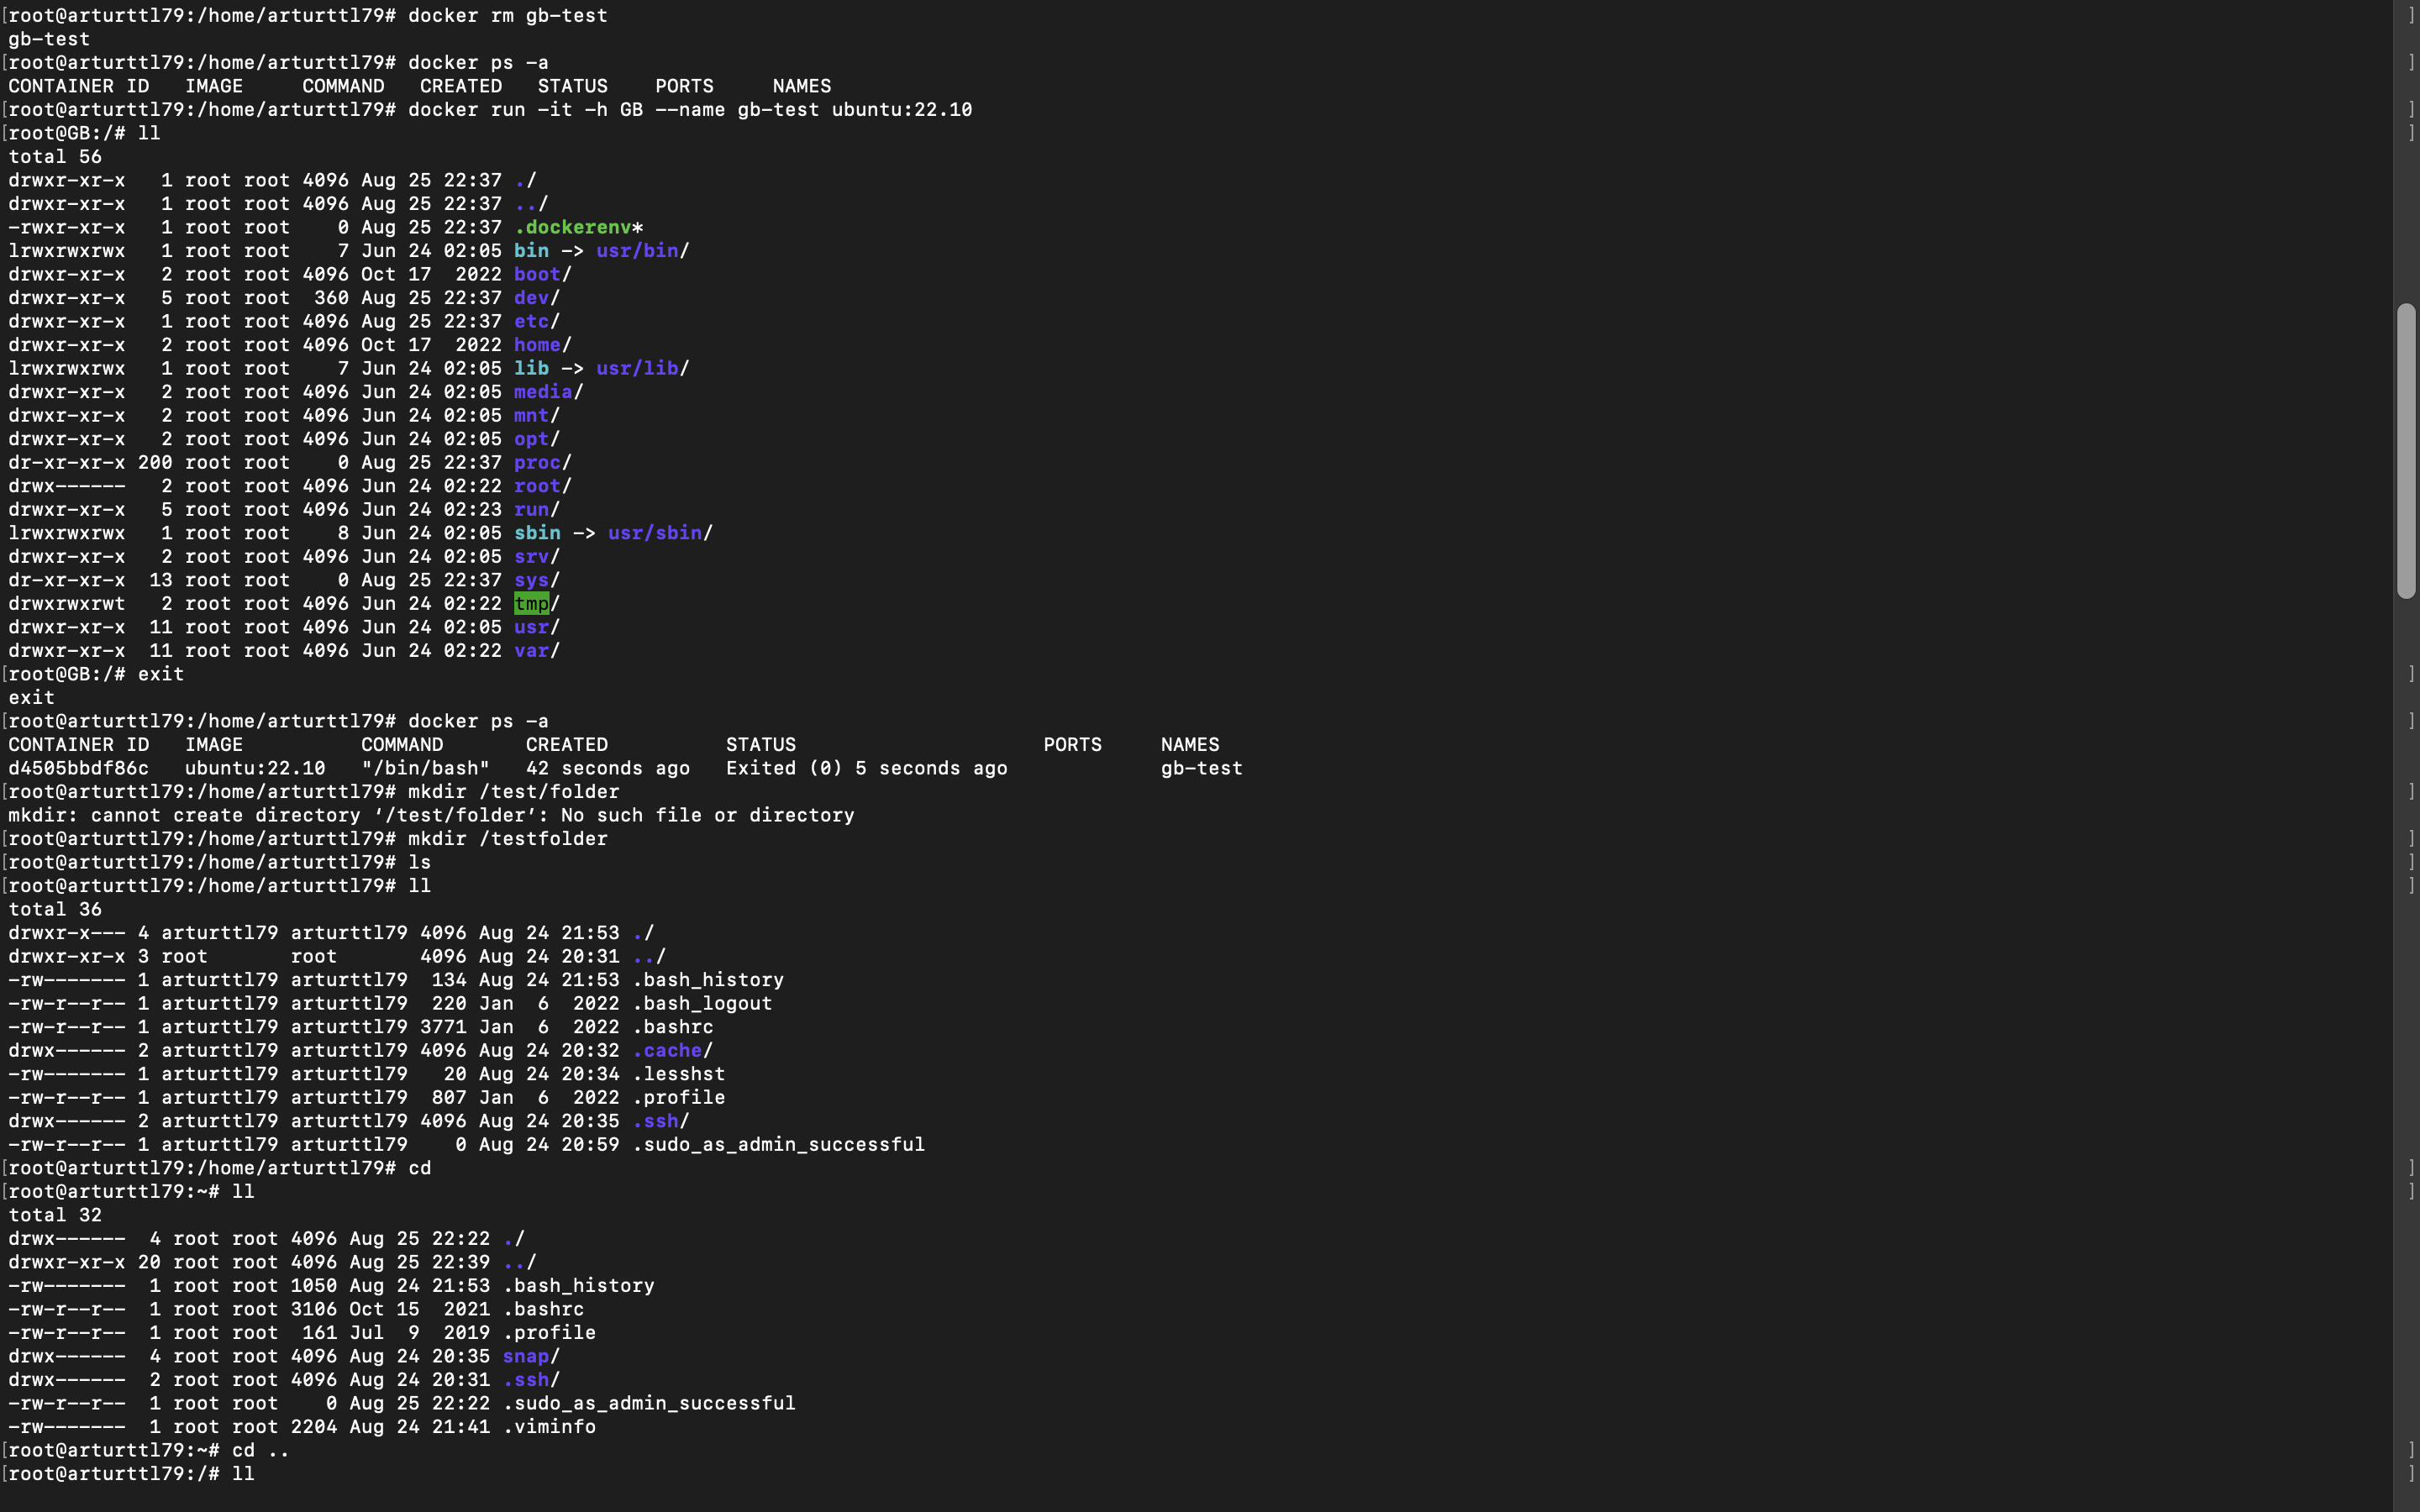 [root@arturttl79:/home/arturttl79# docker rm gb-test ]
gb-test
[root@arturttl79:/home/arturttl79# docker ps -a ]
CONTAINER ID   IMAGE     COMMAND   CREATED   STATUS    PORTS     NAMES
[root@arturttl79:/home/arturttl79# docker run -it -h GB --name gb-test ubuntu:22.10 ]
[root@GB:/# ll ]
total 56
drwxr-xr-x   1 root root 4096 Aug 25 22:37 ./
drwxr-xr-x   1 root root 4096 Aug 25 22:37 ../
-rwxr-xr-x   1 root root    0 Aug 25 22:37 .dockerenv*
lrwxrwxrwx   1 root root    7 Jun 24 02:05 bin -> usr/bin/
drwxr-xr-x   2 root root 4096 Oct 17  2022 boot/
drwxr-xr-x   5 root root  360 Aug 25 22:37 dev/
drwxr-xr-x   1 root root 4096 Aug 25 22:37 etc/
drwxr-xr-x   2 root root 4096 Oct 17  2022 home/
lrwxrwxrwx   1 root root    7 Jun 24 02:05 lib -> usr/lib/
drwxr-xr-x   2 root root 4096 Jun 24 02:05 media/
drwxr-xr-x   2 root root 4096 Jun 24 02:05 mnt/
drwxr-xr-x   2 root root 4096 Jun 24 02:05 opt/
dr-xr-xr-x 200 root root    0 Aug 25 22:37 proc/
drwx------   2 root root 4096 Jun 24 02:22 root/
drwxr-xr-x   5 root root 4096 Jun 24 02:23 run/
lrwxrwxrwx   1 root root    8 Jun 24 02:05 sbin -> usr/sbin/
drwxr-xr-x   2 root root 4096 Jun 24 02:05 srv/
dr-xr-xr-x  13 root root    0 Aug 25 22:37 sys/
drwxrwxrwt   2 root root 4096 Jun 24 02:22 tmp/
drwxr-xr-x  11 root root 4096 Jun 24 02:05 usr/
drwxr-xr-x  11 root root 4096 Jun 24 02:22 var/
[root@GB:/# exit ]
exit
[root@arturttl79:/home/arturttl79# docker ps -a ]
CONTAINER ID   IMAGE          COMMAND       CREATED          STATUS                     PORTS     NAMES
d4505bbdf86c   ubuntu:22.10   "/bin/bash"   42 seconds ago   Exited (0) 5 seconds ago             gb-test
[root@arturttl79:/home/arturttl79# mkdir /test/folder ]
mkdir: cannot create directory ‘/test/folder’: No such file or directory
[root@arturttl79:/home/arturttl79# mkdir /testfolder ]
[root@arturttl79:/home/arturttl79# ls ]
[root@arturttl79:/home/arturttl79# ll ]
total 36
drwxr-x--- 4 arturttl79 arturttl79 4096 Aug 24 21:53 ./
drwxr-xr-x 3 root       root       4096 Aug 24 20:31 ../
-rw------- 1 arturttl79 arturttl79  134 Aug 24 21:53 .bash_history
-rw-r--r-- 1 arturttl79 arturttl79  220 Jan  6  2022 .bash_logout
-rw-r--r-- 1 arturttl79 arturttl79 3771 Jan  6  2022 .bashrc
drwx------ 2 arturttl79 arturttl79 4096 Aug 24 20:32 .cache/
-rw------- 1 arturttl79 arturttl79   20 Aug 24 20:34 .lesshst
-rw-r--r-- 1 arturttl79 arturttl79  807 Jan  6  2022 .profile
drwx------ 2 arturttl79 arturttl79 4096 Aug 24 20:35 .ssh/
-rw-r--r-- 1 arturttl79 arturttl79    0 Aug 24 20:59 .sudo_as_admin_successful
[root@arturttl79:/home/arturttl79# cd ]
[root@arturttl79:~# ll ]
total 32
drwx------  4 root root 4096 Aug 25 22:22 ./
drwxr-xr-x 20 root root 4096 Aug 25 22:39 ../
-rw-------  1 root root 1050 Aug 24 21:53 .bash_history
-rw-r--r--  1 root root 3106 Oct 15  2021 .bashrc
-rw-r--r--  1 root root  161 Jul  9  2019 .profile
drwx------  4 root root 4096 Aug 24 20:35 snap/
drwx------  2 root root 4096 Aug 24 20:31 .ssh/
-rw-r--r--  1 root root    0 Aug 25 22:22 .sudo_as_admin_successful
-rw-------  1 root root 2204 Aug 24 21:41 .viminfo
[root@arturttl79:~# cd .. ]
[root@arturttl79:/# ll ]